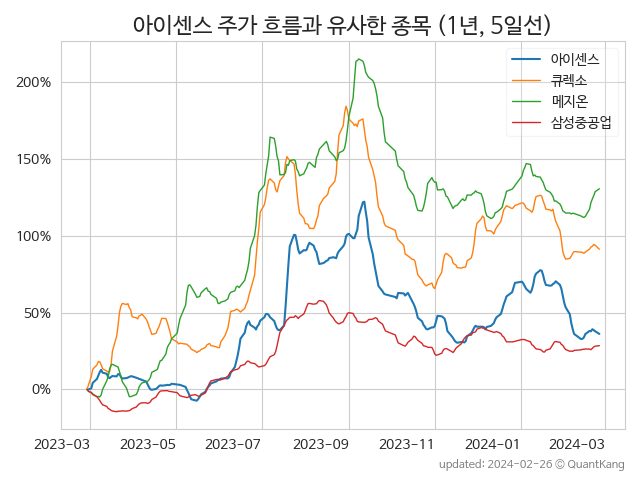 아이센스 주가 흐름과 유사한 종목 (1년, 5일선)
아이센스
큐렉소
메지온
삼성중공업
200%
150%
100%
50%
0%
2023-03 2023-05 2023-07 2023-09 2023-11 2024-01 2024-03
updated: 2024-02-26 © QuantKang